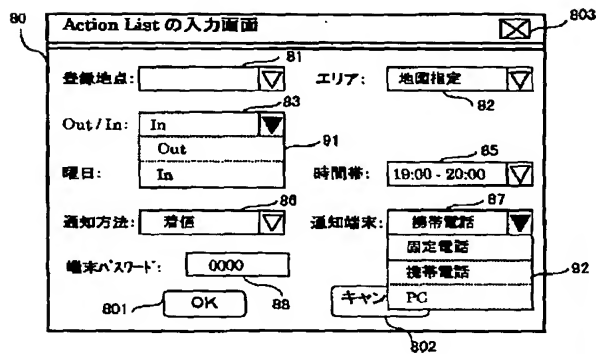 80
Action List の入力画面
803
81
登録地点:
エリア: 地図指定
82
83
Out / In: In
Out
91
In
曜日:
85
時間帯: 19:00 - 20:00
86
通知方法: 着信
87
通知端末: 携帯電話
固定電話
携帯電話
92
PC
端末パスワード: 0000
88
801
OK
キャン
802